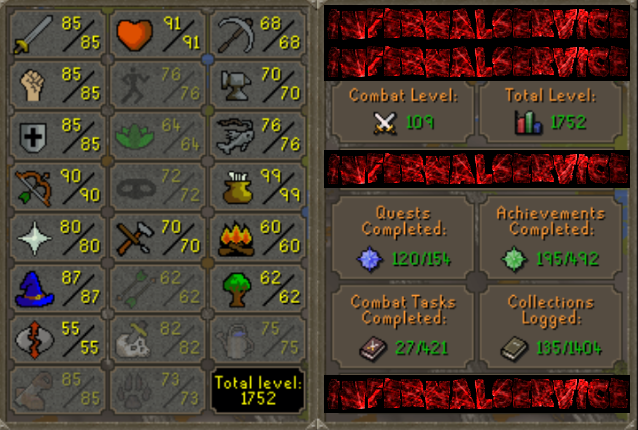 85/85 91/91 68/68
85/85 76/76 70/70
85/85 64/64 76/76
90/90 72/72 99/99
80/80 70/70 60/60
87/87 62/62 62/62
55/55 82/82 75/75
85/85 73/73 Total level:
1752
INFERNALSERVICE
INFERNALSERVICE
Combat Level: Total Level:
109 1752
INFERNALSERVICE
Quests Achievements
Completed: Completed:
120/154 195/492
Combat Tasks Collections
Completed: Logged:
27/421 135/1404
INFERNALSERVICE